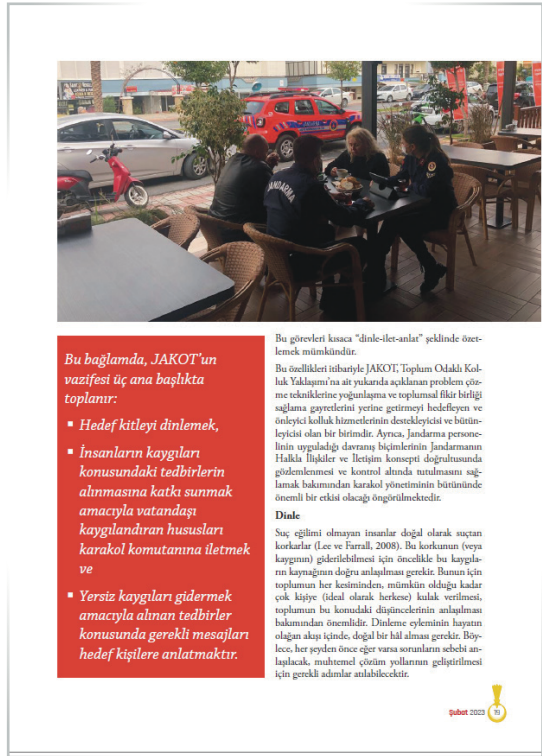 JANDARMA
Bu bağlamda, JAKOT'un
vazifesi üç ana başlıkta
toplanır:
▪ Hedef kitleyi dinlemek,
▪ İnsanların kaygıları
konusundaki tedbirlerin
alınmasına katkı sunmak
amacıyla vatandaşı
kaygılandıran hususları
karakol komutanına iletmek
ve
▪ Yersiz kaygıları gidermek
amacıyla alınan tedbirler
konusunda gerekli mesajları
hedef kişilere anlatmaktır.
Bu görevleri kısaca “dinle-ilet-anlat” şeklinde özet-
lemek mümkündür.
Bu özellikleri itibariyle JAKOT, Toplum Odaklı Kol-
luk Yaklaşımı'na ait yukarıda açıklanan problem çöz-
me tekniklerine yoğunlaşma ve toplumsal fikir birliği
sağlama gayretlerini yerine getirmeyi hedefleyen ve
önleyici kolluk hizmetlerinin destekleyicisi ve bütün-
leyicisi olan bir birimdir. Ayrıca, Jandarma persone-
linin uyguladığı davranış biçimlerinin Jandarmanın
Halkla İlişkiler ve İletişim konsepti doğrultusunda
gözlemlenmesi ve kontrol altında tutulmasını sağ-
lamak bakımından karakol yönetiminin bütününde
önemli bir etkisi olacağı öngörülmektedir.
Dinle
Suç eğilimi olmayan insanlar doğal olarak suçtan
korkarlar (Lee ve Farrall, 2008). Bu korkunun (veya
kaygının) giderilebilmesi için öncelikle bu kaygıla-
rın kaynağının doğru anlaşılması gerekir. Bunun için
toplumun her kesiminden, mümkün olduğu kadar
çok kişiye (ideal olarak herkese) kulak verilmesi,
toplumun bu konudaki düşüncelerinin anlaşılması
bakımından önemlidir. Dinleme eyleminin hayatın
olağan akışı içinde, doğal bir hâl alması gerekir. Böy-
lece, her şeyden önce eğer varsa sorunların sebebi an-
laşılacak, muhtemel çözüm yollarının geliştirilmesi
için gerekli adımlar atılabilecektir.
Şubat 2023 19